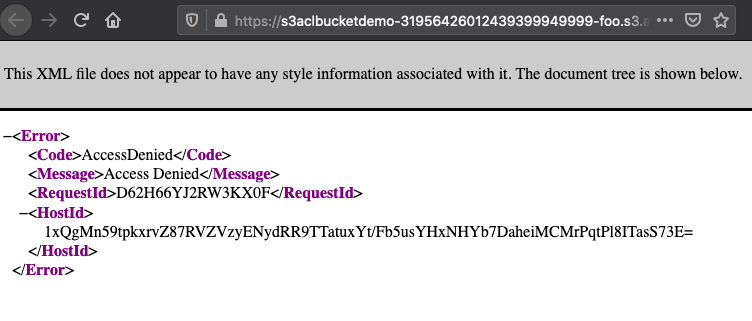 https://s3aclbucketdemo-31956426012439399949999-foo.s3.a
This XML file does not appear to have any style information associated with it. The document tree is shown below.
−<Error>
<Code>AccessDenied</Code>
<Message>Access Denied</Message>
<RequestId>D62H66YJ2RW3KX0F</RequestId>
−<HostId>
1xQgMn59tpkxrvZ87RVZVzyENydRR9TTatuxYt/Fb5usYHxNHYb7DaheiMCMrPqtPl8ITasS73E=
</HostId>
</Error>